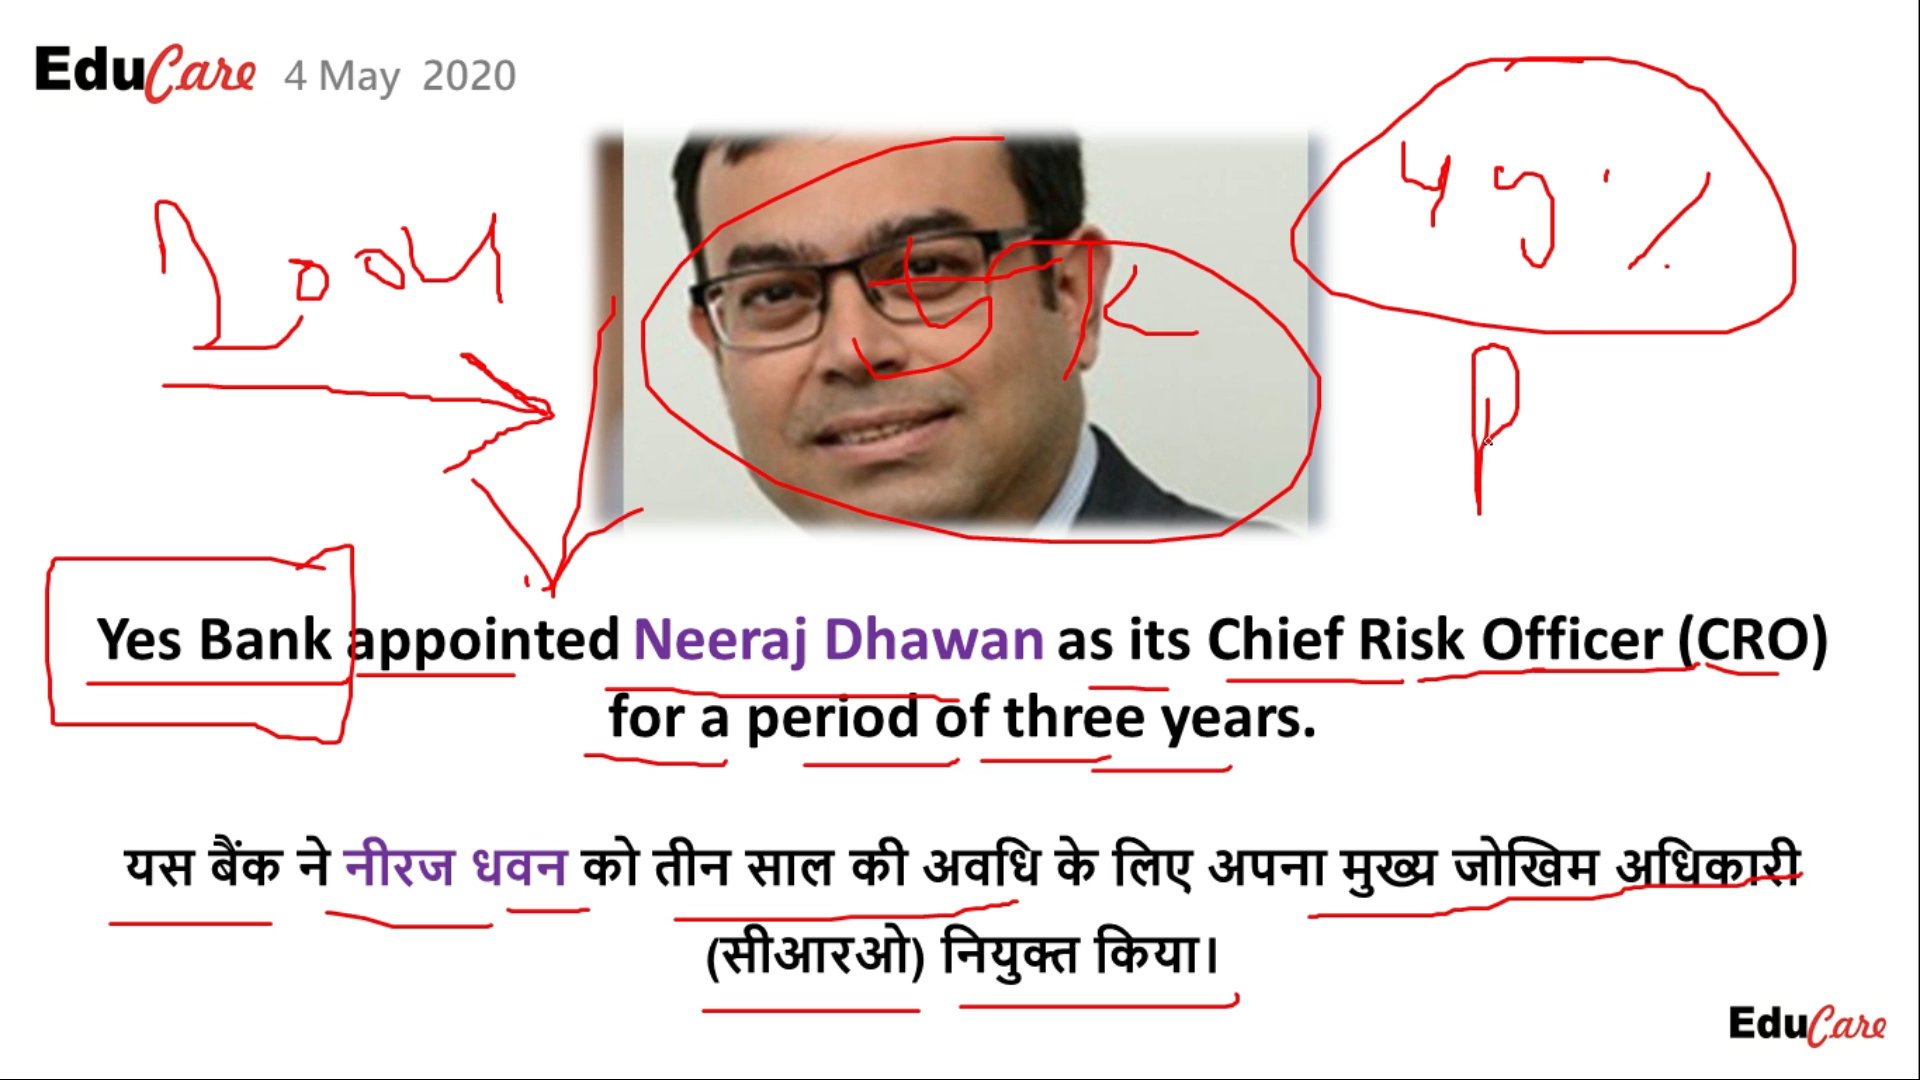 EduCare 4 May 2020
49%
P
Yes Bank appointed Neeraj Dhawan as its Chief Risk Officer (CRO)
for a period of three years.
यस बैंक ने नीरज धवन को तीन साल की अवधि के लिए अपना मुख्य जोखिम अधिकारी
(सीआरओ) नियुक्त किया।
EduCare